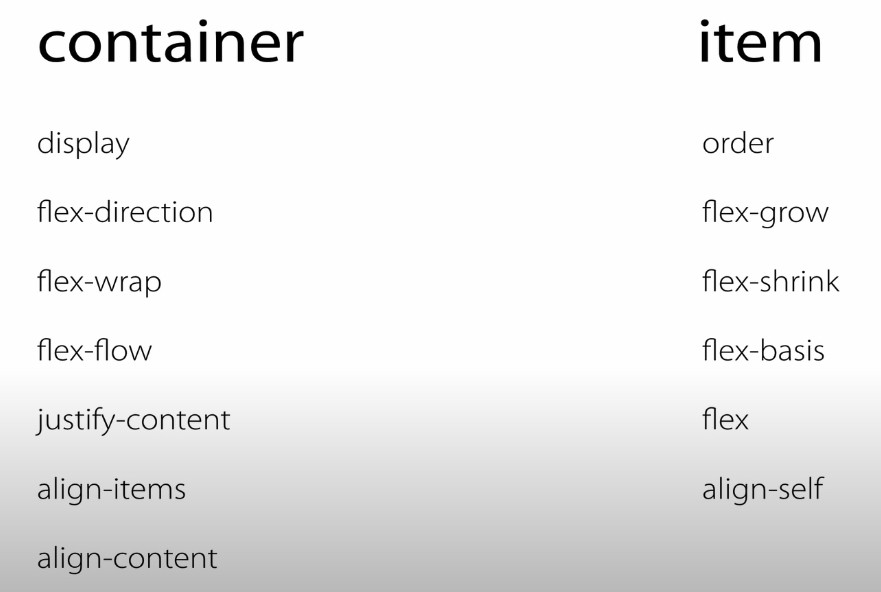 container
display
flex-direction
flex-wrap
flex-flow
justify-content
align-items
align-content
item
order
flex-grow
flex-shrink
flex-basis
flex
align-self